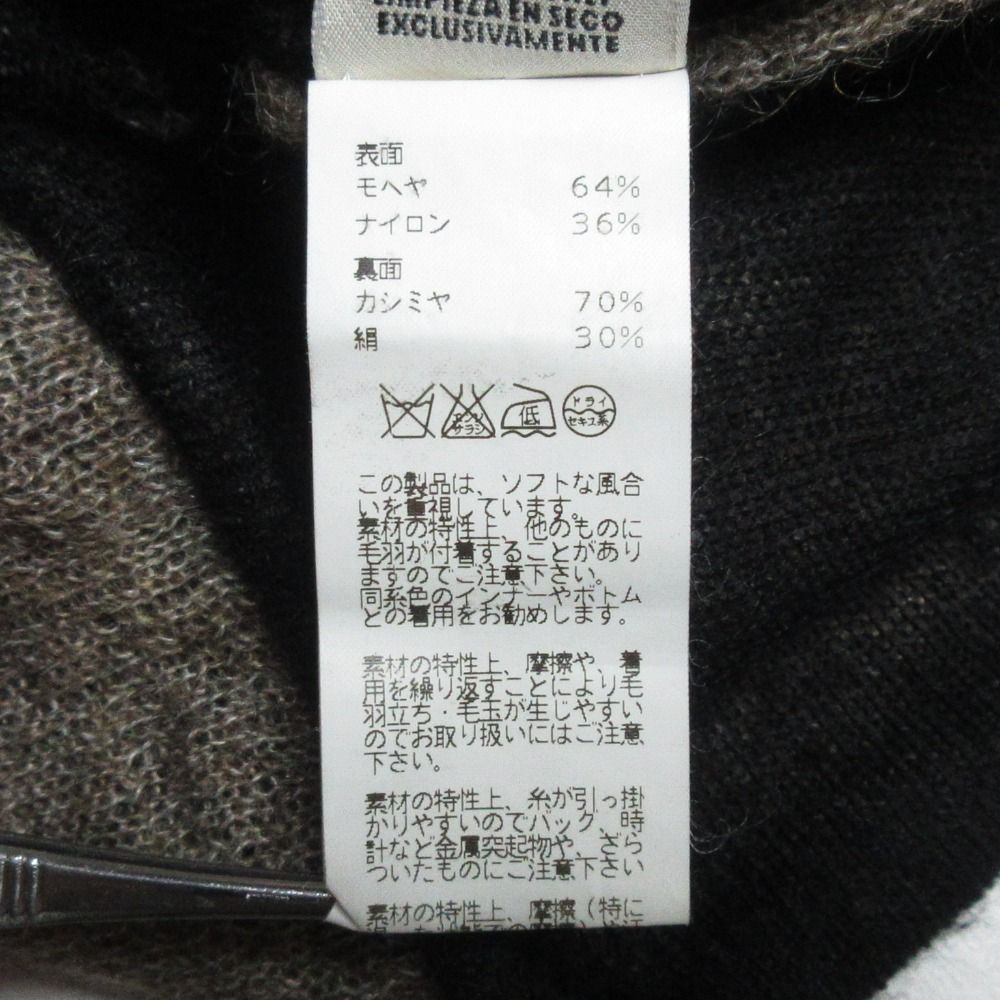 LIMPIEZA EN SECO
EXCLUSIVAMENTE
表面
モヘヤ 64%
ナイロン 36%
裏面
カシミヤ 70%
絹 30%
エンソ
サラシ
低
ドライ
セキユ系
この製品は、ソフトな風合
いを重視しています。
素材の特性上、他のものに
毛羽が付着することがあり
ますのでご注意下さい。
同系色のインナーやボトム
との着用をお勧めします。
素材の特性上、摩擦や、着
用を繰り返すことにより毛
羽立ち・毛玉が生じやすい
のでお取り扱いにはご注意
下さい。
素材の特性上、糸が引っ掛
かりやすいのでバッグ、時
計など金属突起物や、ざら
ついたものにご注意下さい
素材の特性上、摩擦(特に